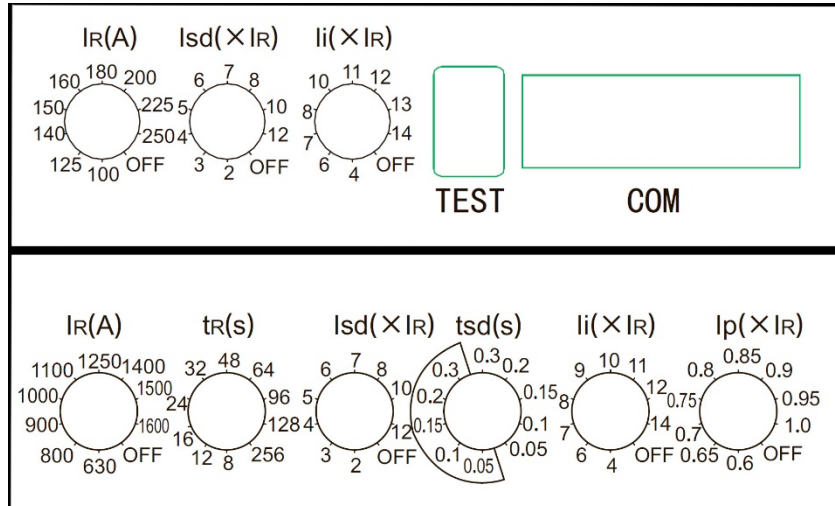 IR(A) Isd(×IR) Ii(×IR)
100 125 140 150 160 180 200 225 250 OFF
2 3 4 5 6 7 8 10 12 OFF
4 6 7 8 10 11 12 13 14 OFF
TEST COM
IR(A) tR(s) Isd(×IR) tsd(s) Ii(×IR) Ip(×IR)
630 800 900 1000 1100 1250 1400 1500 1600 OFF
8 12 16 24 32 48 64 96 128 256
2 3 4 5 6 7 8 10 12 OFF
0.05 0.1 0.15 0.2 0.3 0.3 0.2 0.15 0.1 0.05
4 6 7 8 9 10 11 12 14 OFF
0.6 0.65 0.7 0.75 0.8 0.85 0.9 0.95 1.0 OFF